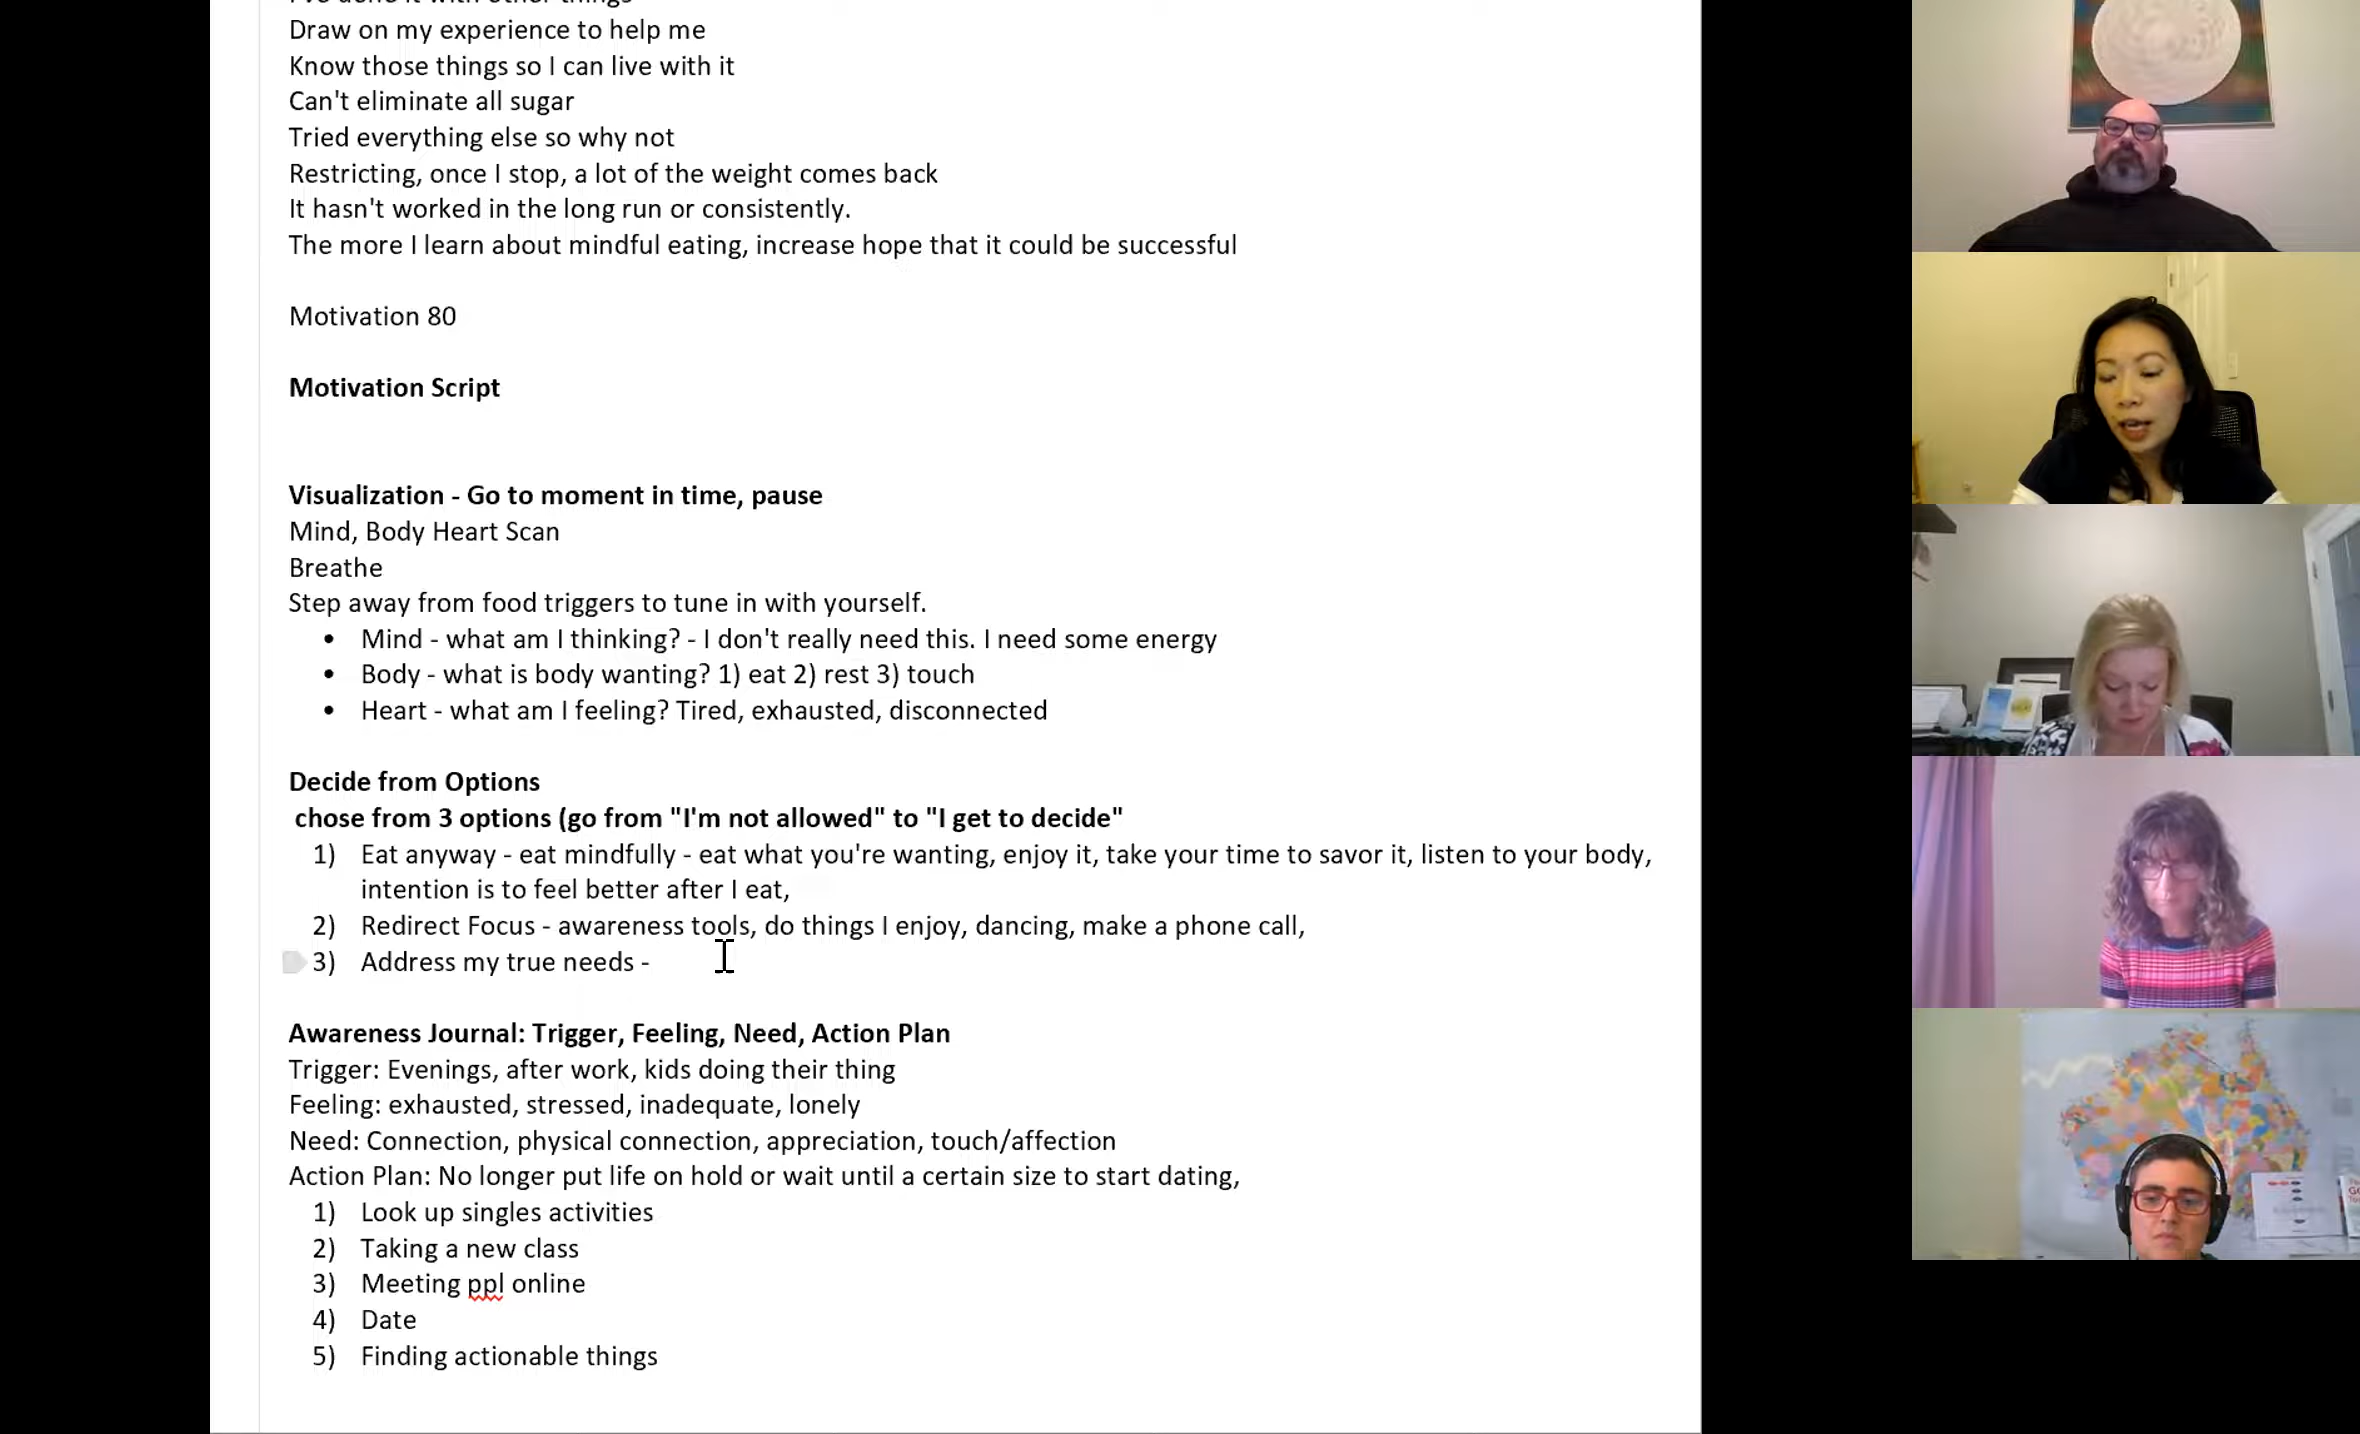 Draw on my experience to help me
Know those things so I can live with it
Can't eliminate all sugar
Tried everything else so why not
Restricting, once I stop, a lot of the weight comes back
It hasn't worked in the long run or consistently.
The more I learn about mindful eating, increase hope that it could be successful
Motivation 80
Motivation Script
Visualization - Go to moment in time, pause
Mind, Body Heart Scan
Breathe
Step away from food triggers to tune in with yourself.
• Mind - what am I thinking? - I don't really need this. I need some energy
• Body - what is body wanting? 1) eat 2) rest 3) touch
• Heart - what am I feeling? Tired, exhausted, disconnected
Decide from Options
chose from 3 options (go from "I'm not allowed" to "I get to decide"
1) Eat anyway - eat mindfully - eat what you're wanting, enjoy it, take your time to savor it, listen to your body,
intention is to feel better after I eat,
2) Redirect Focus - awareness tools, do things I enjoy, dancing, make a phone call,
3) Address my true needs -
Awareness Journal: Trigger, Feeling, Need, Action Plan
Trigger: Evenings, after work, kids doing their thing
Feeling: exhausted, stressed, inadequate, lonely
Need: Connection, physical connection, appreciation, touch/affection
Action Plan: No longer put life on hold or wait until a certain size to start dating,
1) Look up singles activities
2) Taking a new class
3) Meeting ppl online
4) Date
5) Finding actionable things